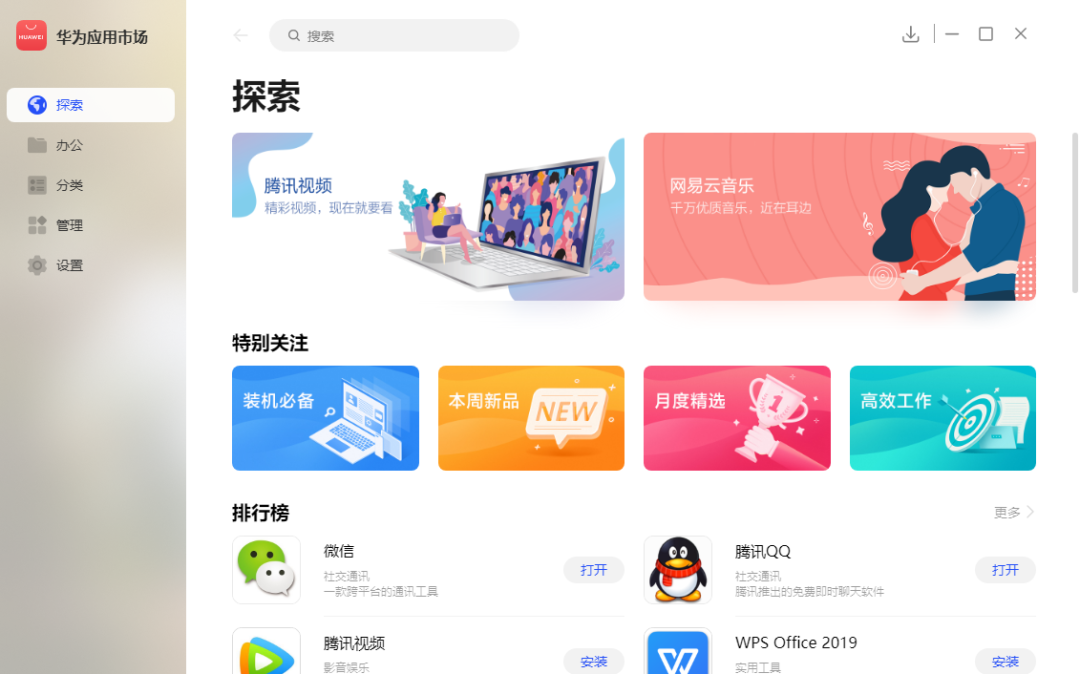 HUAWEI
华为应用市场
搜索
探索
办公
分类
管理
设置
探索
腾讯视频
精彩视频，现在就要看
网易云音乐
千万优质音乐，近在耳边
特别关注
装机必备
本周新品
NEW
月度精选
1
高效工作
排行榜
更多
微信
社交通讯
一款跨平台的通讯工具
打开
腾讯QQ
社交通讯
腾讯推出的免费即时聊天软件
打开
腾讯视频
影音娱乐
安装
WPS Office 2019
实用工具
安装